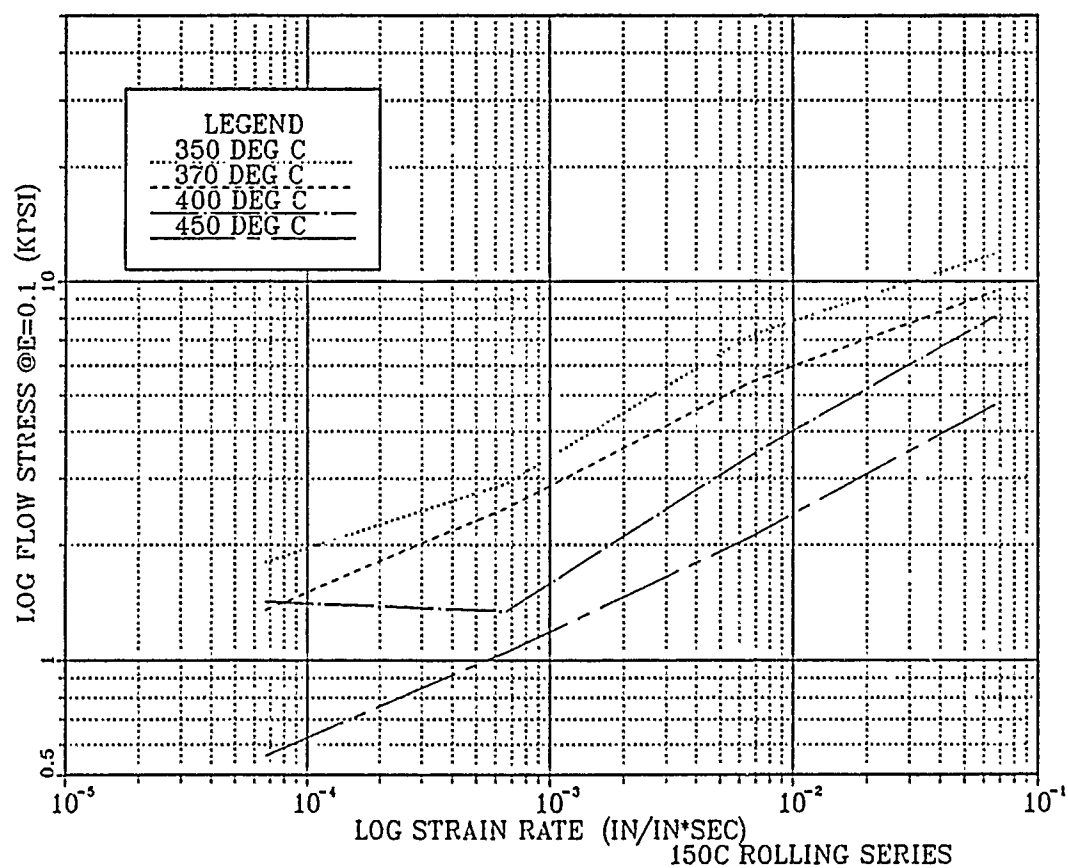 LEGEND
350 DEG C
370 DEG C
400 DEG C
450 DEG C
LOG FLOW STRESS @E=0.1 (KPSI)
10
1
0.5
10⁻⁵
10⁻⁴
10⁻³
10⁻²
10⁻¹
LOG STRAIN RATE (IN/IN*SEC)
150C ROLLING SERIES